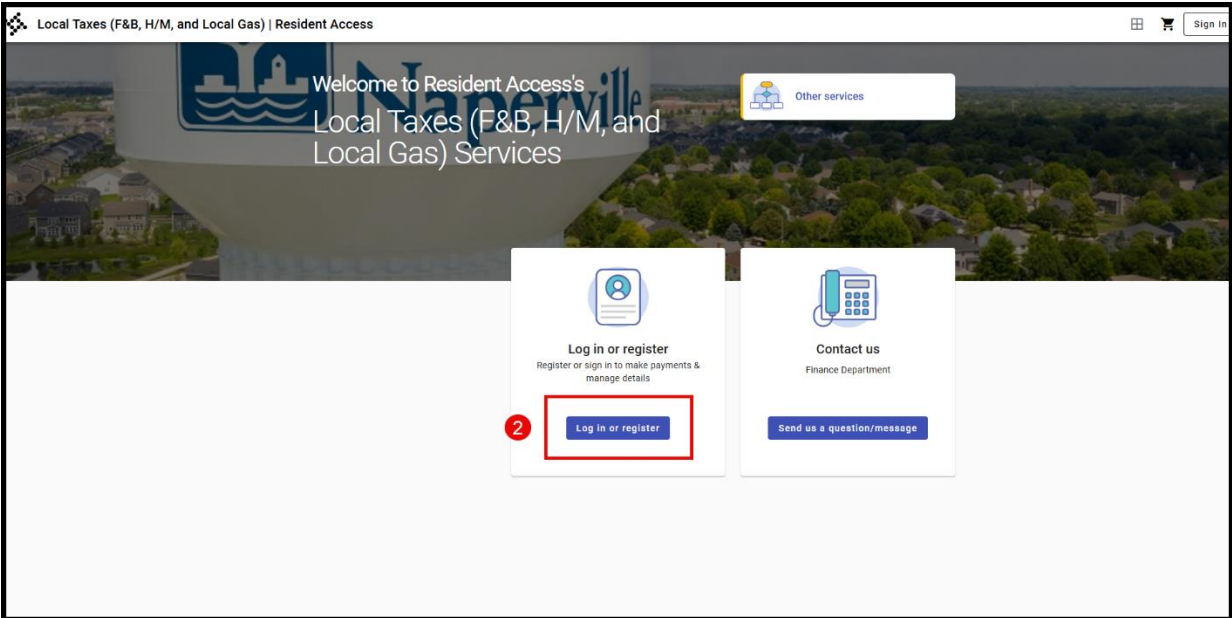 Local Taxes (F&B, H/M, and Local Gas) | Resident Access
Sign In
Naperville
Welcome to Resident Access's
Local Taxes (F&B, H/M, and
Local Gas) Services
Other services
Log in or register
Register or sign in to make payments &
manage details
2
Log in or register
Contact us
Finance Department
Send us a question/message